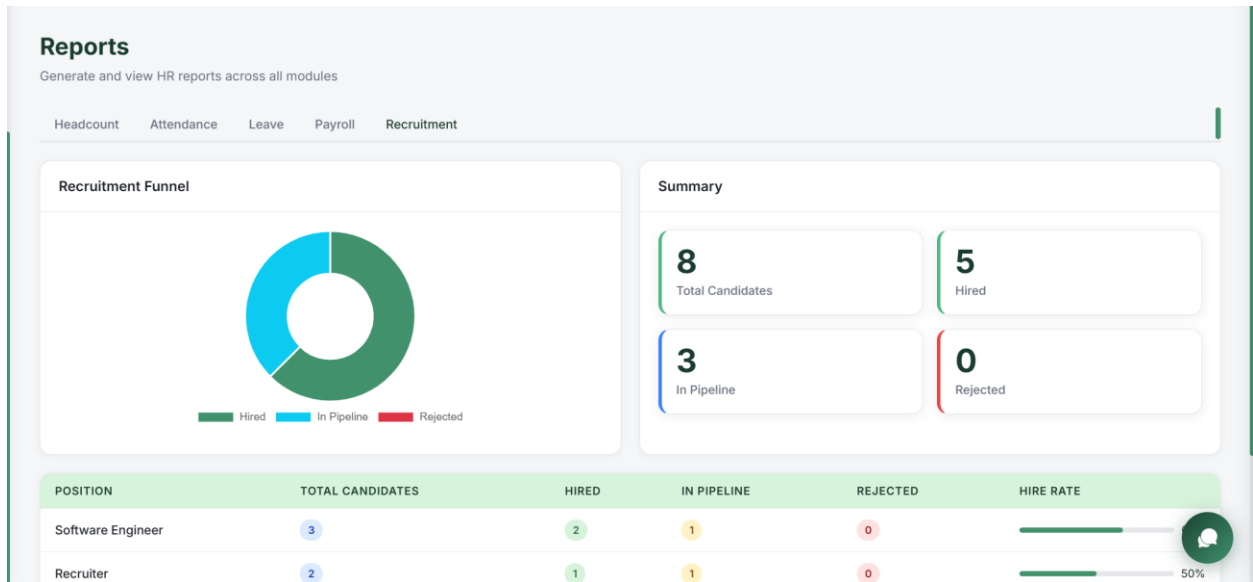 Reports
Generate and view HR reports across all modules
Headcount Attendance Leave Payroll Recruitment
Recruitment Funnel
Hired In Pipeline Rejected
Summary
8
Total Candidates
5
Hired
3
In Pipeline
0
Rejected
POSITION TOTAL CANDIDATES HIRED IN PIPELINE REJECTED HIRE RATE
Software Engineer 3 2 1 0
Recruiter 2 1 1 0 50%